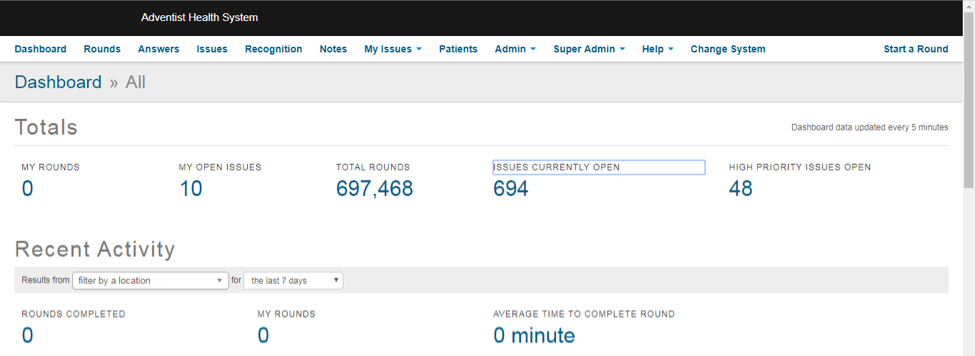 Adventist Health System
Dashboard Rounds Answers Issues Recognition Notes My Issues Patients Admin Super Admin Help Change System Start a Round
Dashboard » All
Totals Dashboard data updated every 5 minutes
MY ROUNDS MY OPEN ISSUES TOTAL ROUNDS ISSUES CURRENTLY OPEN HIGH PRIORITY ISSUES OPEN
0 10 697,468 694 48
Recent Activity
Results from filter by a location for the last 7 days
ROUNDS COMPLETED MY ROUNDS AVERAGE TIME TO COMPLETE ROUND
0 0 0 minute